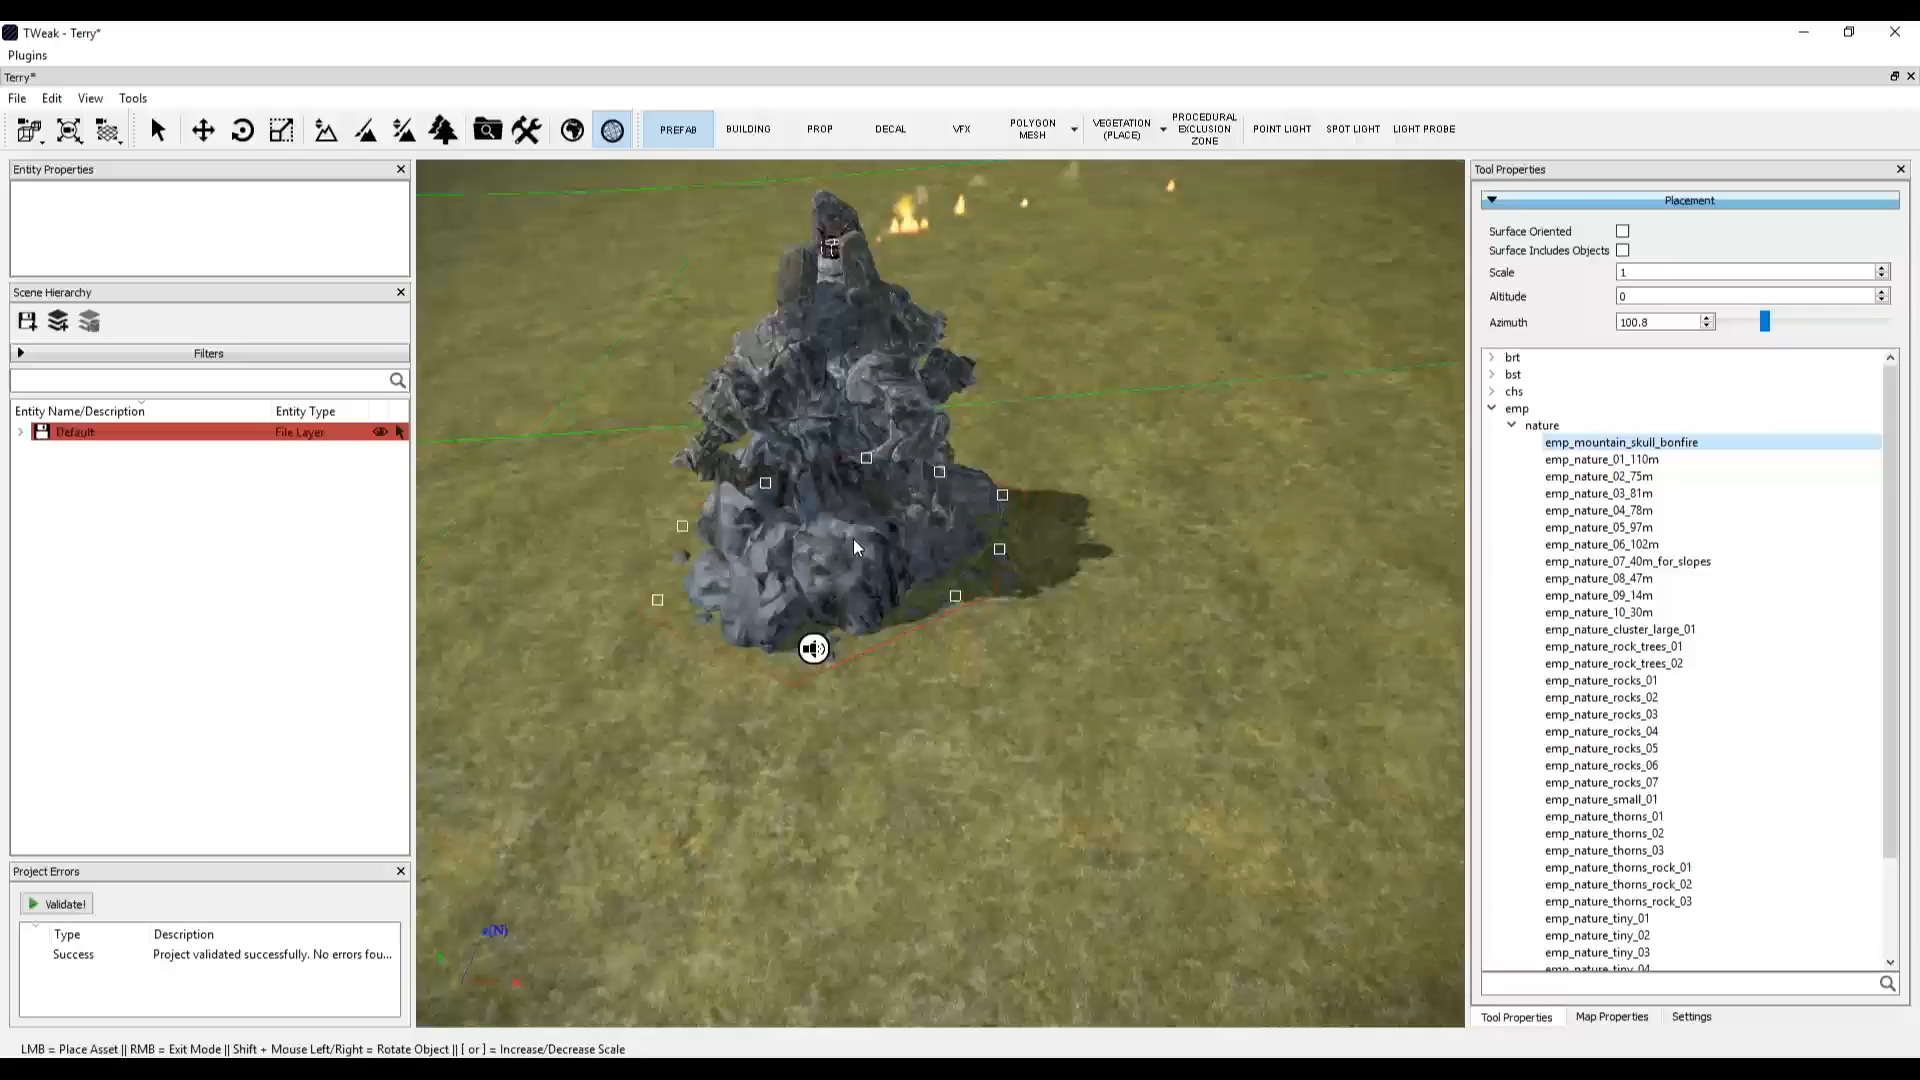 TWeak - Terry*
Plugins
Terry*
File Edit View Tools
PREFAB BUILDING PROP DECAL VFX POLYGON MESH VEGETATION (PLACE) PROCEDURAL EXCLUSION ZONE POINT LIGHT SPOT LIGHT LIGHT PROBE
Entity Properties
Scene Hierarchy
Filters
Entity Name/Description Entity Type
Default File Layer
Project Errors
Validate!
Type Description
Success Project validated successfully. No errors fou...
(N)
Tool Properties
Placement
Surface Oriented
Surface Includes Objects
Scale 1
Altitude 0
Azimuth 100.8
brt
bst
chs
emp
nature
emp_mountain_skull_bonfire
emp_nature_01_110m
emp_nature_02_75m
emp_nature_03_81m
emp_nature_04_78m
emp_nature_05_97m
emp_nature_06_102m
emp_nature_07_40m_for_slopes
emp_nature_08_47m
emp_nature_09_14m
emp_nature_10_30m
emp_nature_cluster_large_01
emp_nature_rock_trees_01
emp_nature_rock_trees_02
emp_nature_rocks_01
emp_nature_rocks_02
emp_nature_rocks_03
emp_nature_rocks_04
emp_nature_rocks_05
emp_nature_rocks_06
emp_nature_rocks_07
emp_nature_small_01
emp_nature_thorns_01
emp_nature_thorns_02
emp_nature_thorns_03
emp_nature_thorns_rock_01
emp_nature_thorns_rock_02
emp_nature_thorns_rock_03
emp_nature_tiny_01
emp_nature_tiny_02
emp_nature_tiny_03
emp_nature_tiny_04
Tool Properties Map Properties Settings
LMB = Place Asset || RMB = Exit Mode || Shift + Mouse Left/Right = Rotate Object || [ or ] = Increase/Decrease Scale